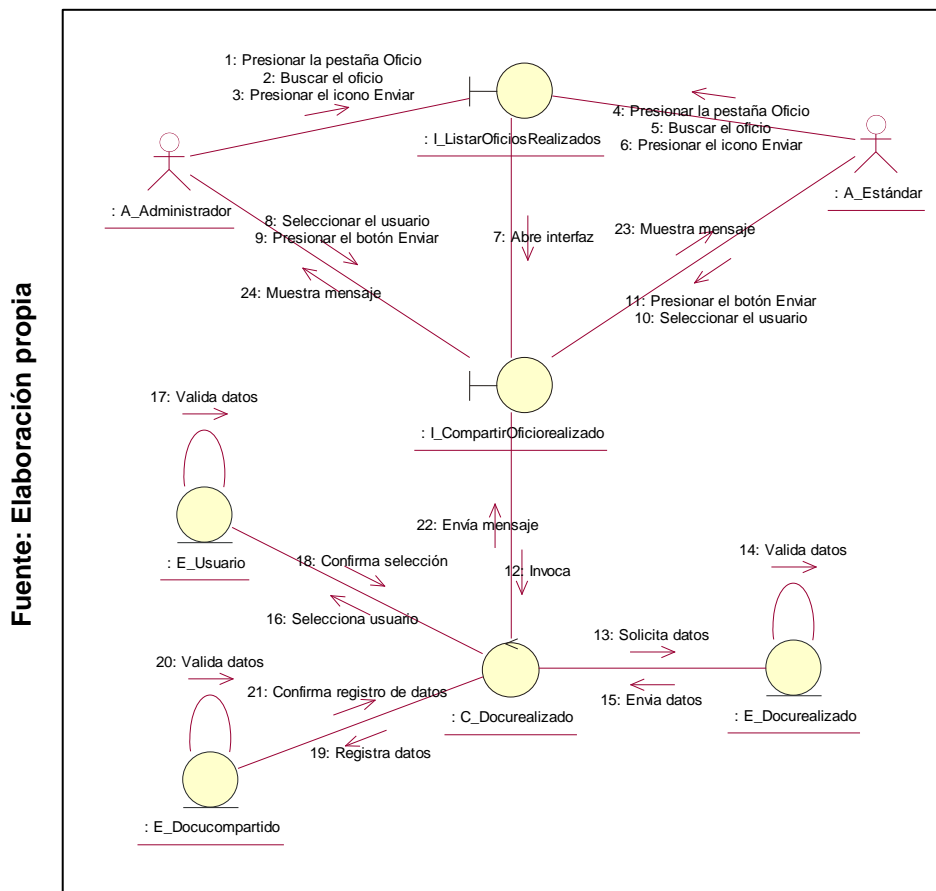 Fuente: Elaboración propia
1: Presionar la pestaña Oficio
2: Buscar el oficio
3: Presionar el icono Enviar
4: Presionar la pestaña Oficio
5: Buscar el oficio
6: Presionar el icono Enviar
: I_ListarOficiosRealizados
: A_Administrador
: A_Estándar
8: Seleccionar el usuario
9: Presionar el botón Enviar
7: Abre interfaz
23: Muestra mensaje
24: Muestra mensaje
11: Presionar el botón Enviar
10: Seleccionar el usuario
17: Valida datos
: I_CompartirOficiorealizado
22: Envía mensaje
: E_Usuario
18: Confirma selección
14: Valida datos
12: Invoca
16: Selecciona usuario
13: Solicita datos
20: Valida datos
21: Confirma registro de datos
15: Envia datos
: C_Docurealizado
: E_Docurealizado
19: Registra datos
: E_Docucompartido